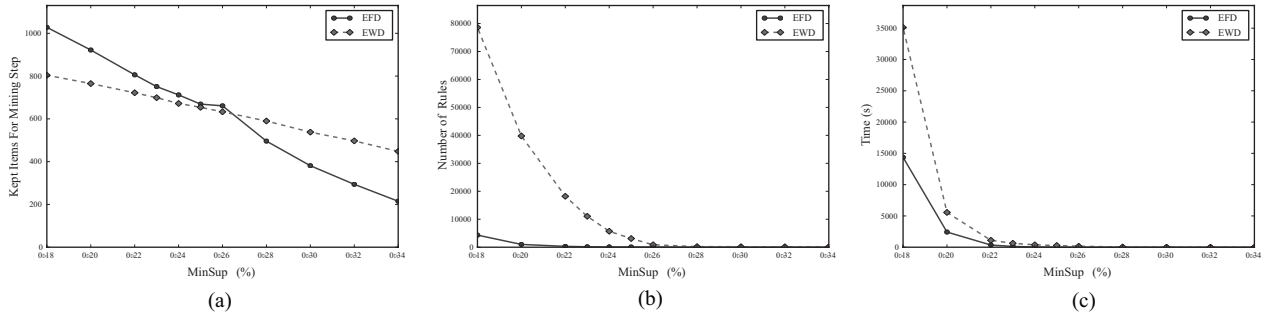 EFD
EWD
1000
800
600
400
200
0
Kept Items For Mining Step
0.18 0.20 0.22 0.24 0.26 0.28 0.30 0.32 0.34
MinSup (%)
(a)
EFD
EWD
80000
70000
60000
50000
40000
30000
20000
10000
0
Number of Rules
0.18 0.20 0.22 0.24 0.26 0.28 0.30 0.32 0.34
MinSup (%)
(b)
EFD
EWD
35000
30000
25000
20000
15000
10000
5000
0
Time (s)
0.18 0.20 0.22 0.24 0.26 0.28 0.30 0.32 0.34
MinSup (%)
(c)